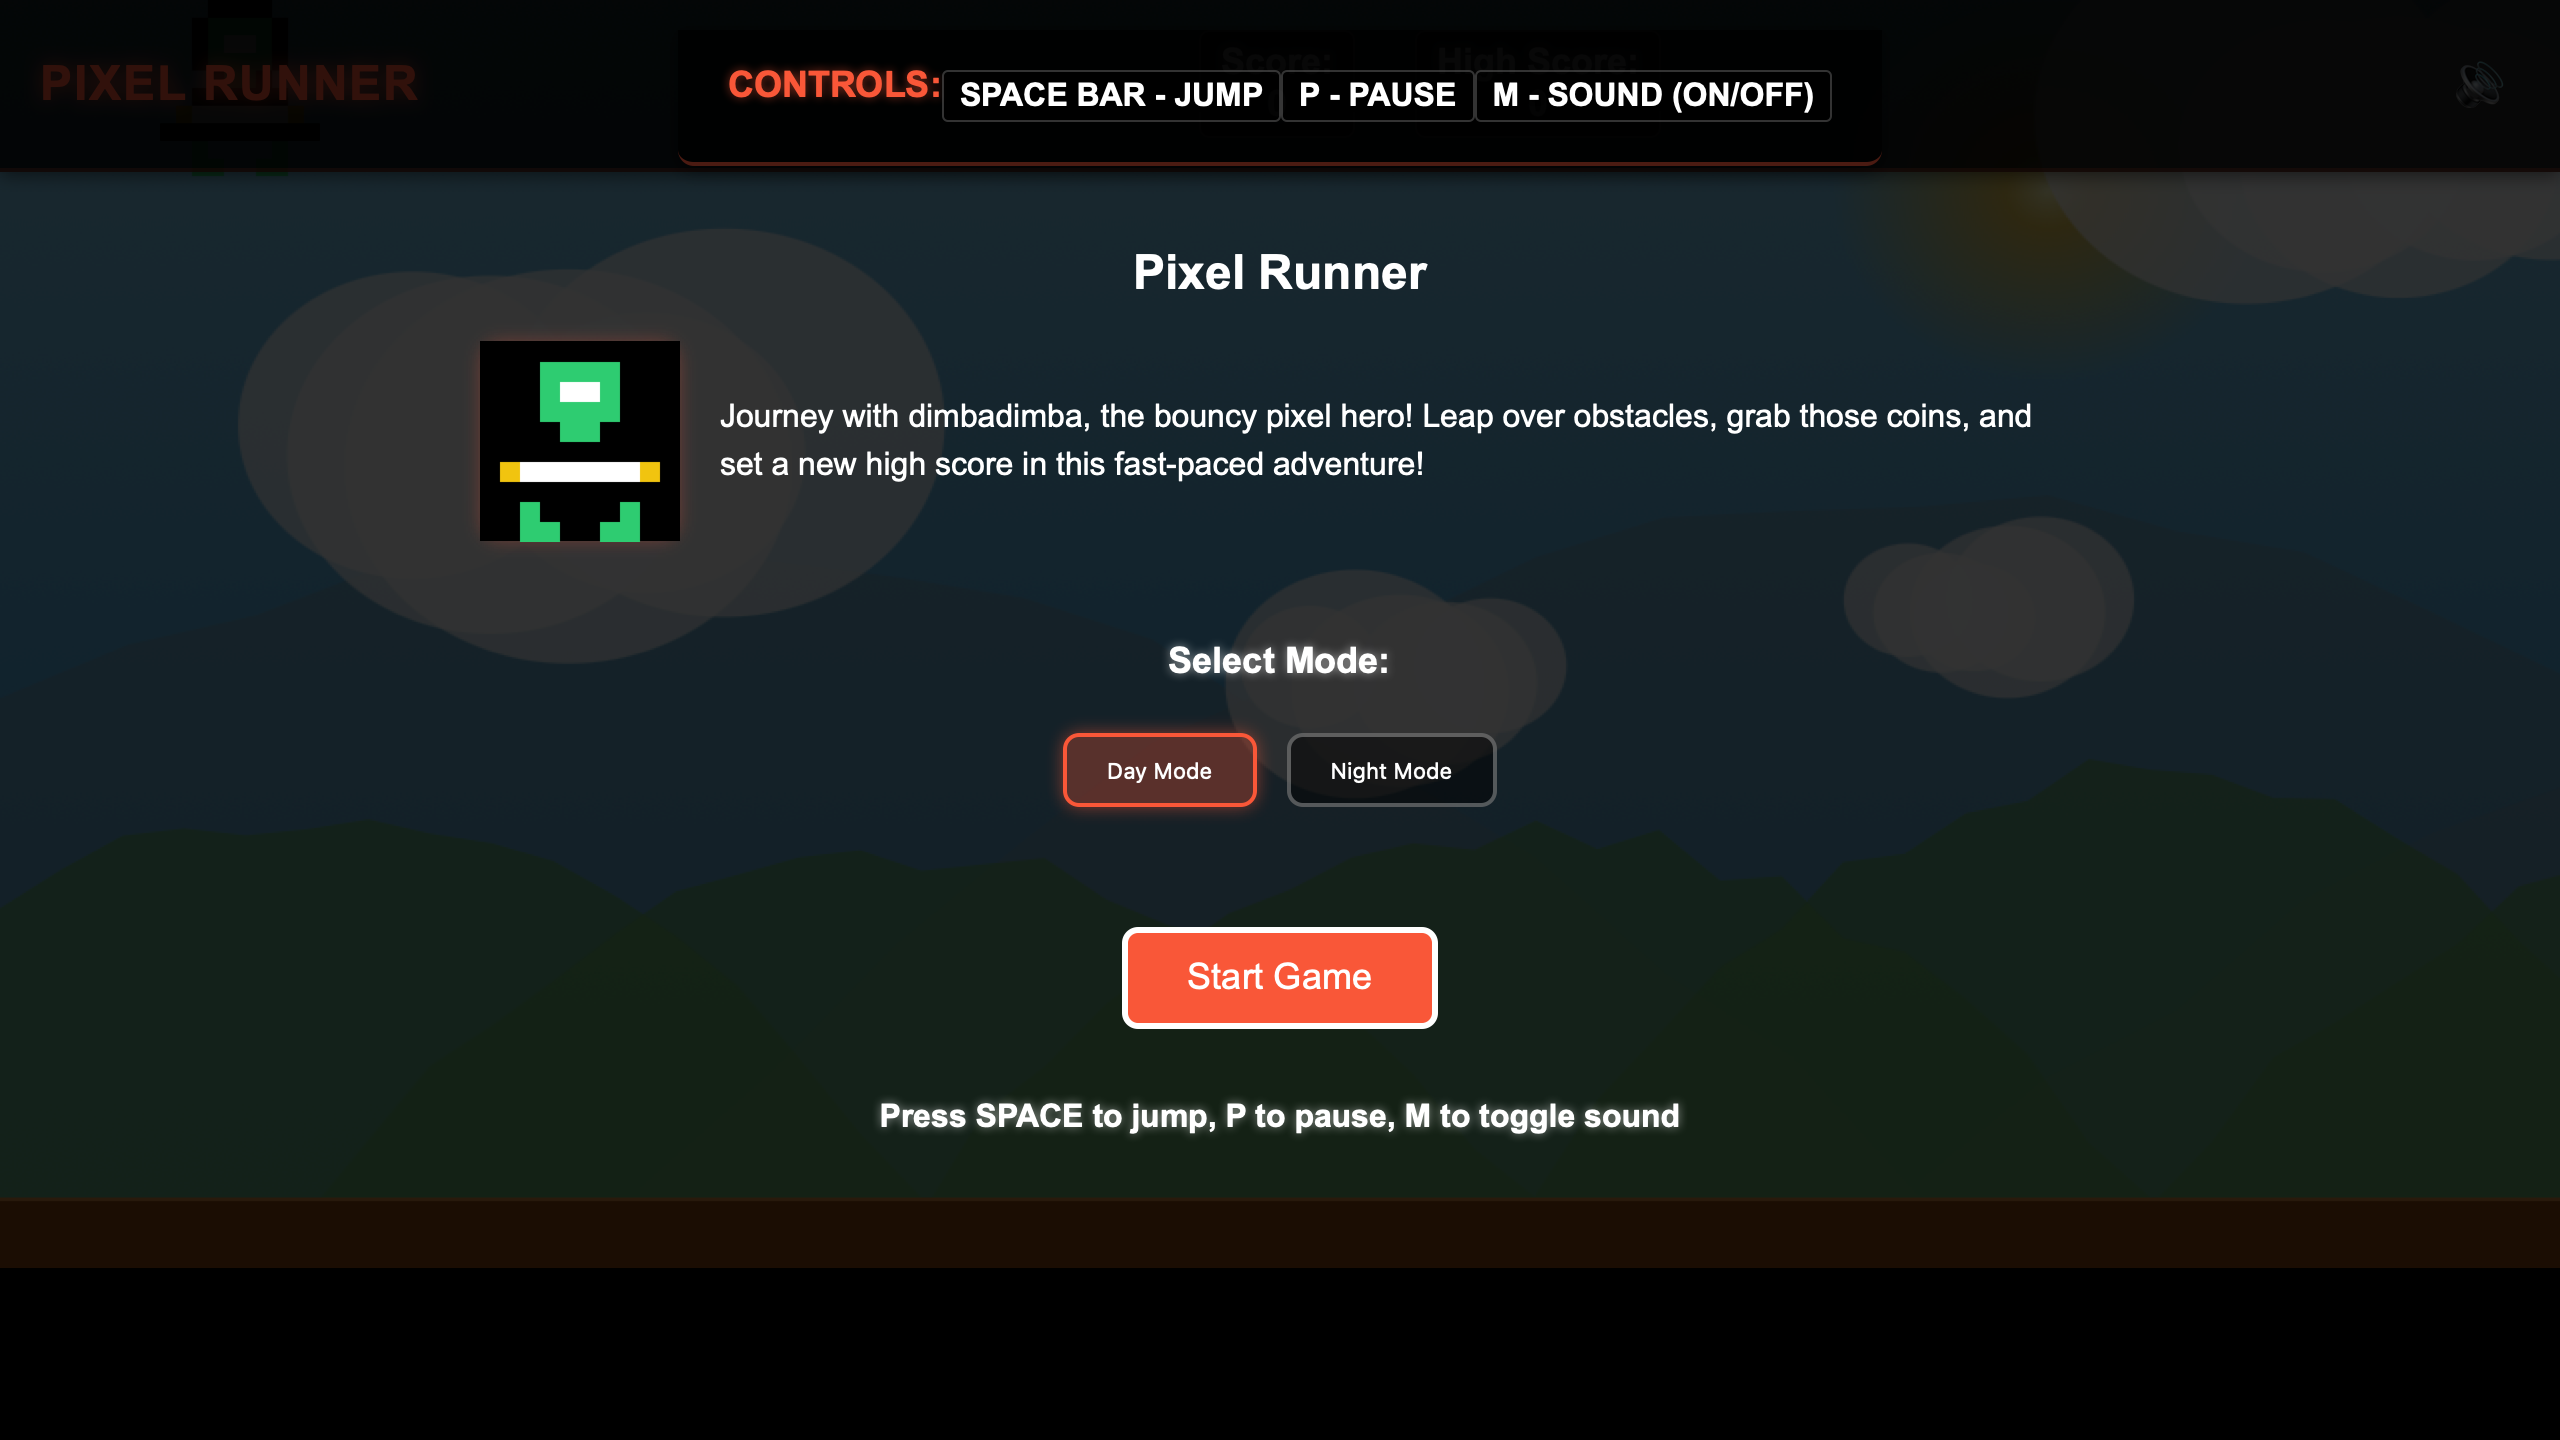 PIXEL RUNNER
Score:
High Score:
CONTROLS:
SPACE BAR - JUMP
P - PAUSE
M - SOUND (ON/OFF)
Pixel Runner
Journey with dimbadimba, the bouncy pixel hero! Leap over obstacles, grab those coins, and
set a new high score in this fast-paced adventure!
Select Mode:
Day Mode
Night Mode
Start Game
Press SPACE to jump, P to pause, M to toggle sound